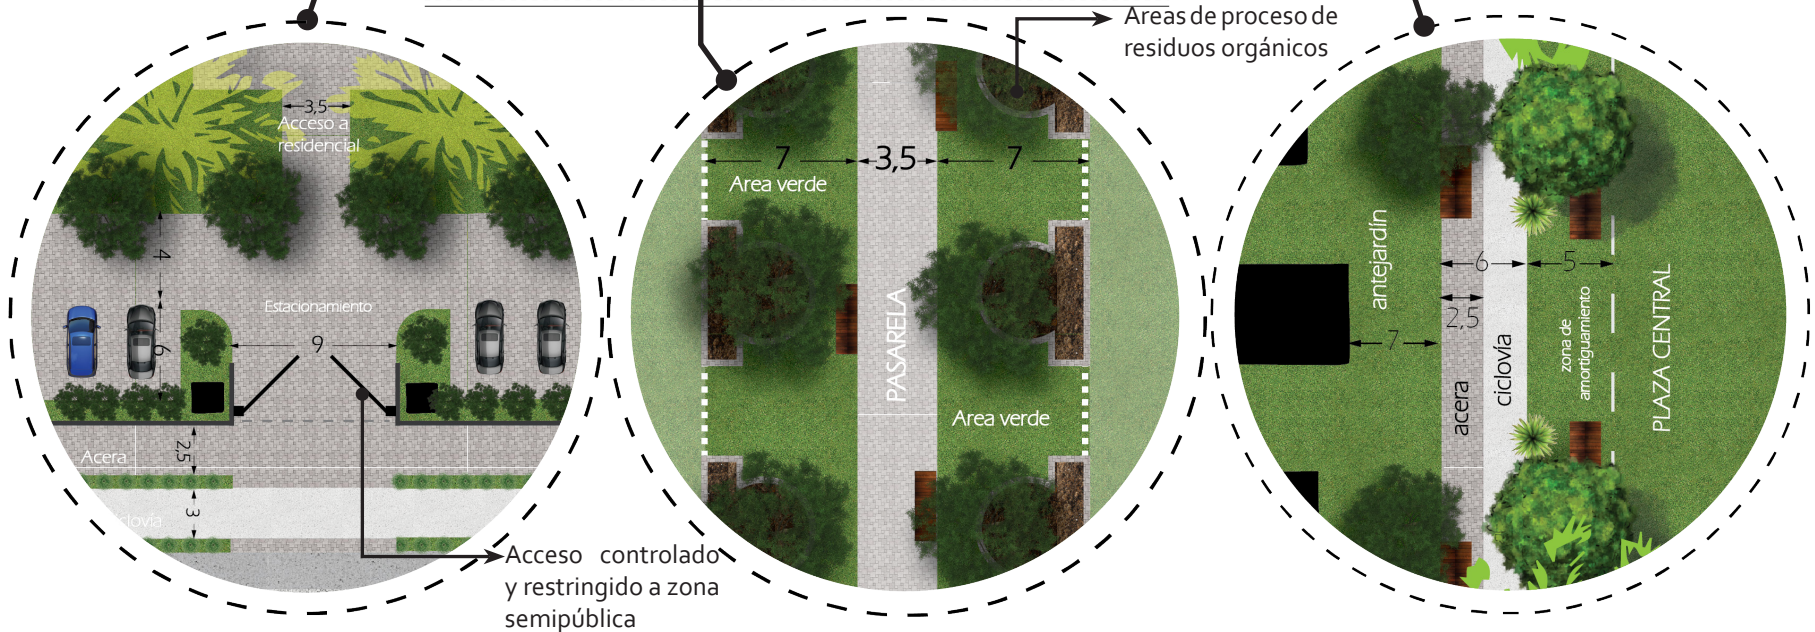 Areas de proceso de
residuos orgánicos
3,5
Acceso a
residencial
4
Estacionamiento
6
9
2,5
Acera
3
Acceso controlado
y restringido a zona
semipública
7
3,5
7
Area verde
PASARELA
Area verde
antejardín
6
5
2,5
7
acera
ciclovía
zona de
amortiguamiento
PLAZA CENTRAL